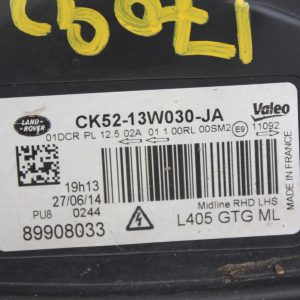 LAND-
ROVER
CK52-13W030-JA
Valeo
01DCR PL 12.5 02A 01 1 00RL 00SM2 E9 11092
MADE IN FRANCE
19h13
27/06/14
PU8 0244
89908033
Midline RHD LHS
L405 GTG ML